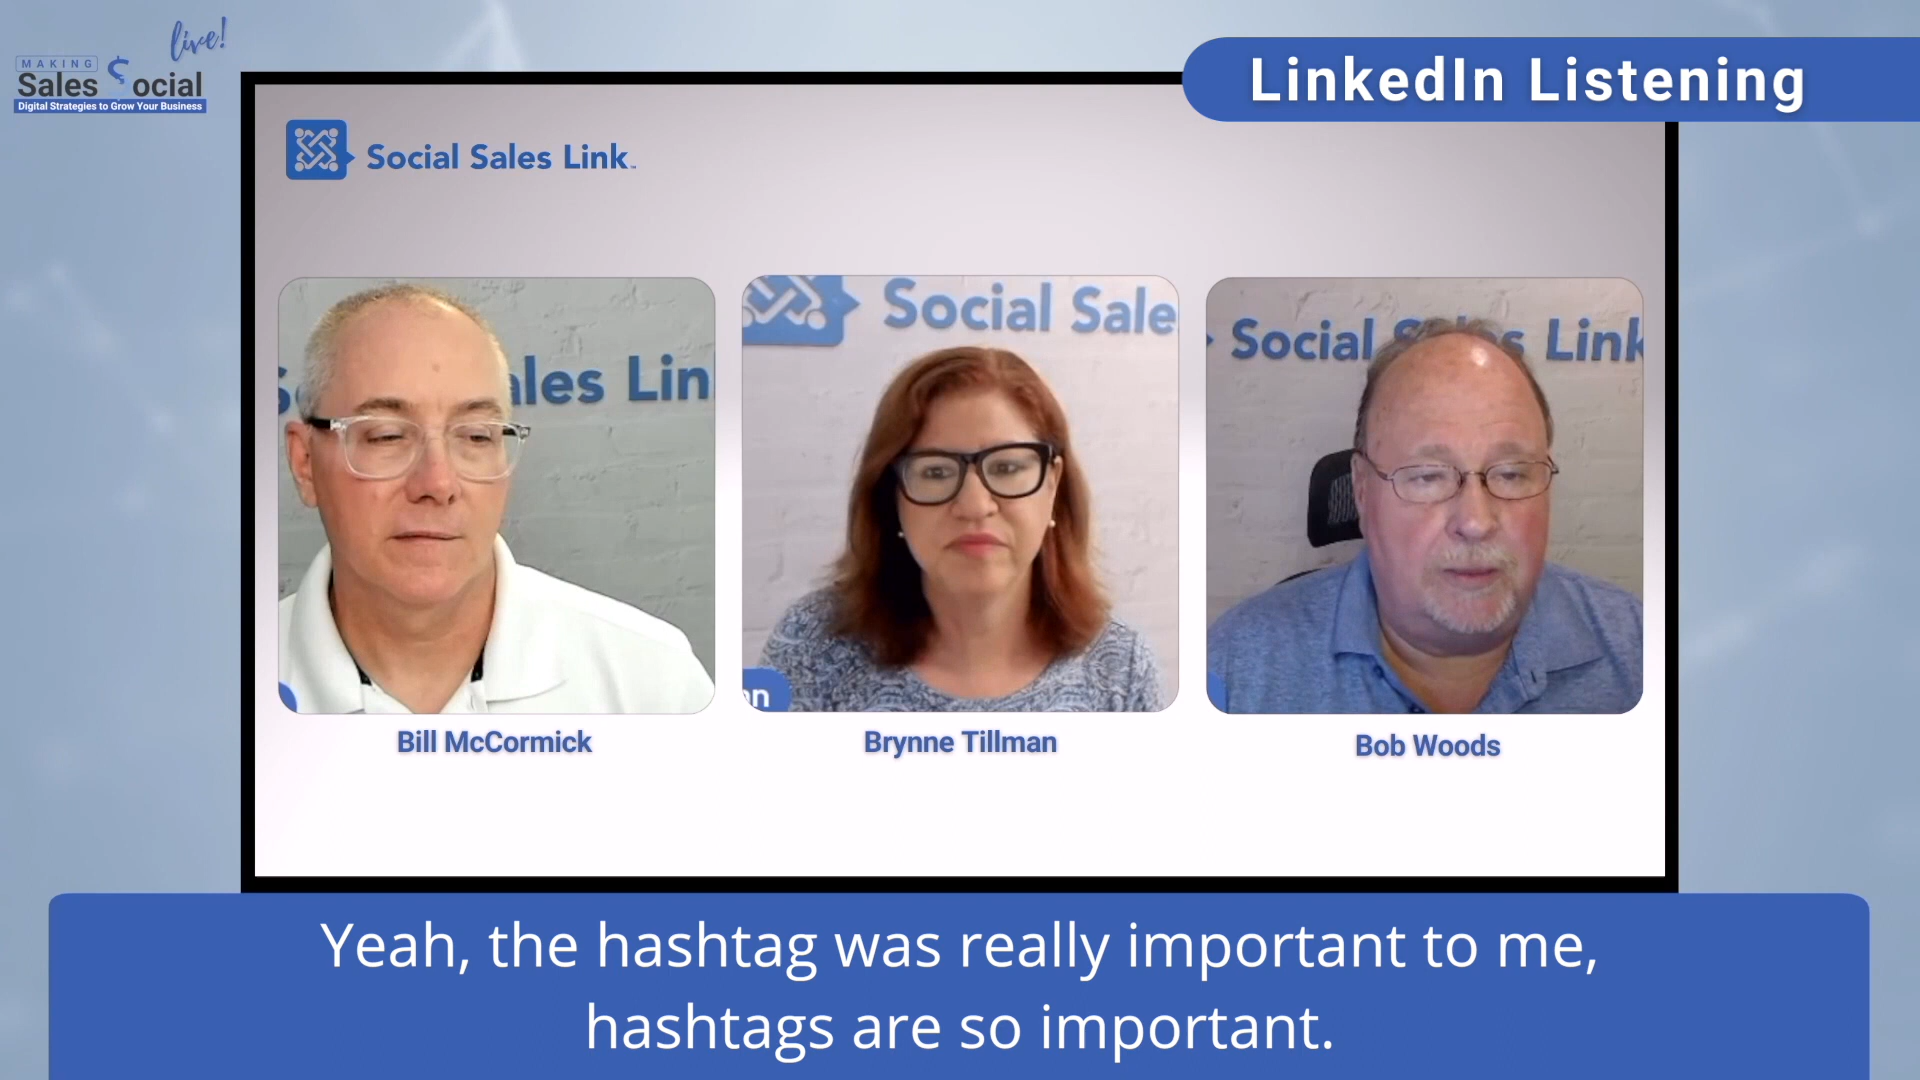 live!
MAKING
Sales $ocial
Digital Strategies to Grow Your Business
LinkedIn Listening
Social Sales Link
ales Lin
Social Sale
Social Sales Link
an
Bill McCormick
Brynne Tillman
Bob Woods
Yeah, the hashtag was really important to me,
hashtags are so important.